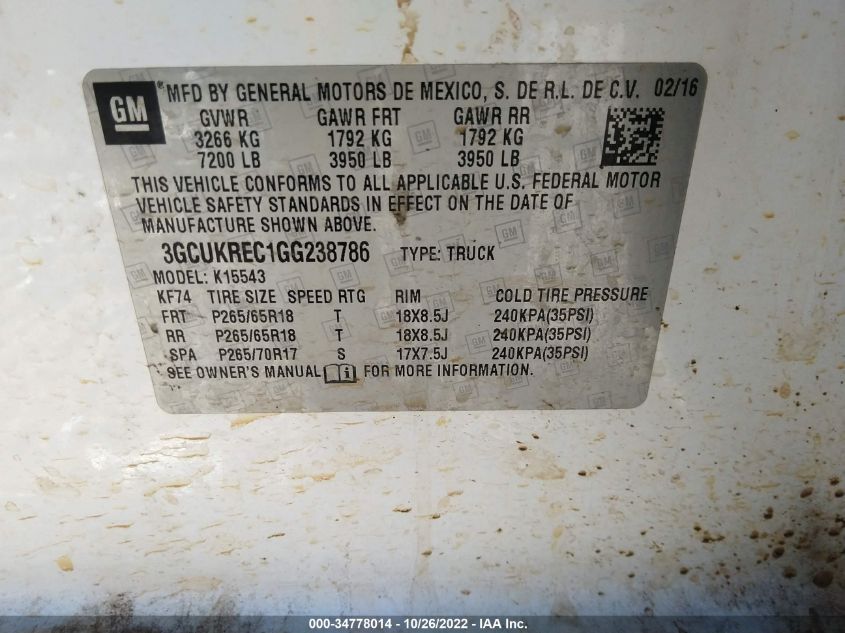 GM ® MFD BY GENERAL MOTORS DE MEXICO, S. DE R.L. DE C.V. 02/16
GVWR GAWR FRT GAWR RR
3266 KG 1792 KG 1792 KG
7200 LB 3950 LB 3950 LB
THIS VEHICLE CONFORMS TO ALL APPLICABLE U.S. FEDERAL MOTOR
VEHICLE SAFETY STANDARDS IN EFFECT ON THE DATE OF
MANUFACTURE SHOWN ABOVE.
3GCUKREC1GG238786 TYPE: TRUCK
MODEL: K15543
KF74 TIRE SIZE SPEED RTG RIM COLD TIRE PRESSURE
FRT P265/65R18 T 18X8.5J 240KPA(35PSI)
RR P265/65R18 T 18X8.5J 240KPA(35PSI)
SPA P265/70R17 S 17X7.5J 240KPA(35PSI)
SEE OWNER'S MANUAL FOR MORE INFORMATION.
000-34778014 - 10/26/2022 - IAA Inc.